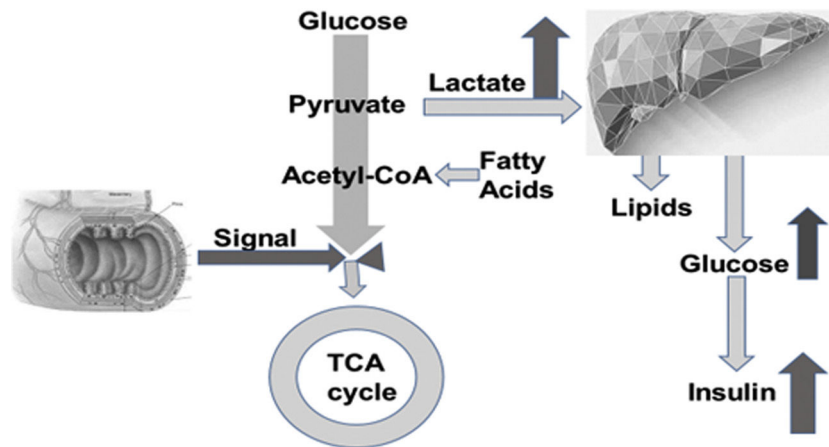 Glucose
Lactate
Pyruvate
Acetyl-CoA
Fatty
Acids
Lipids
Signal
Glucose
TCA
cycle
Insulin